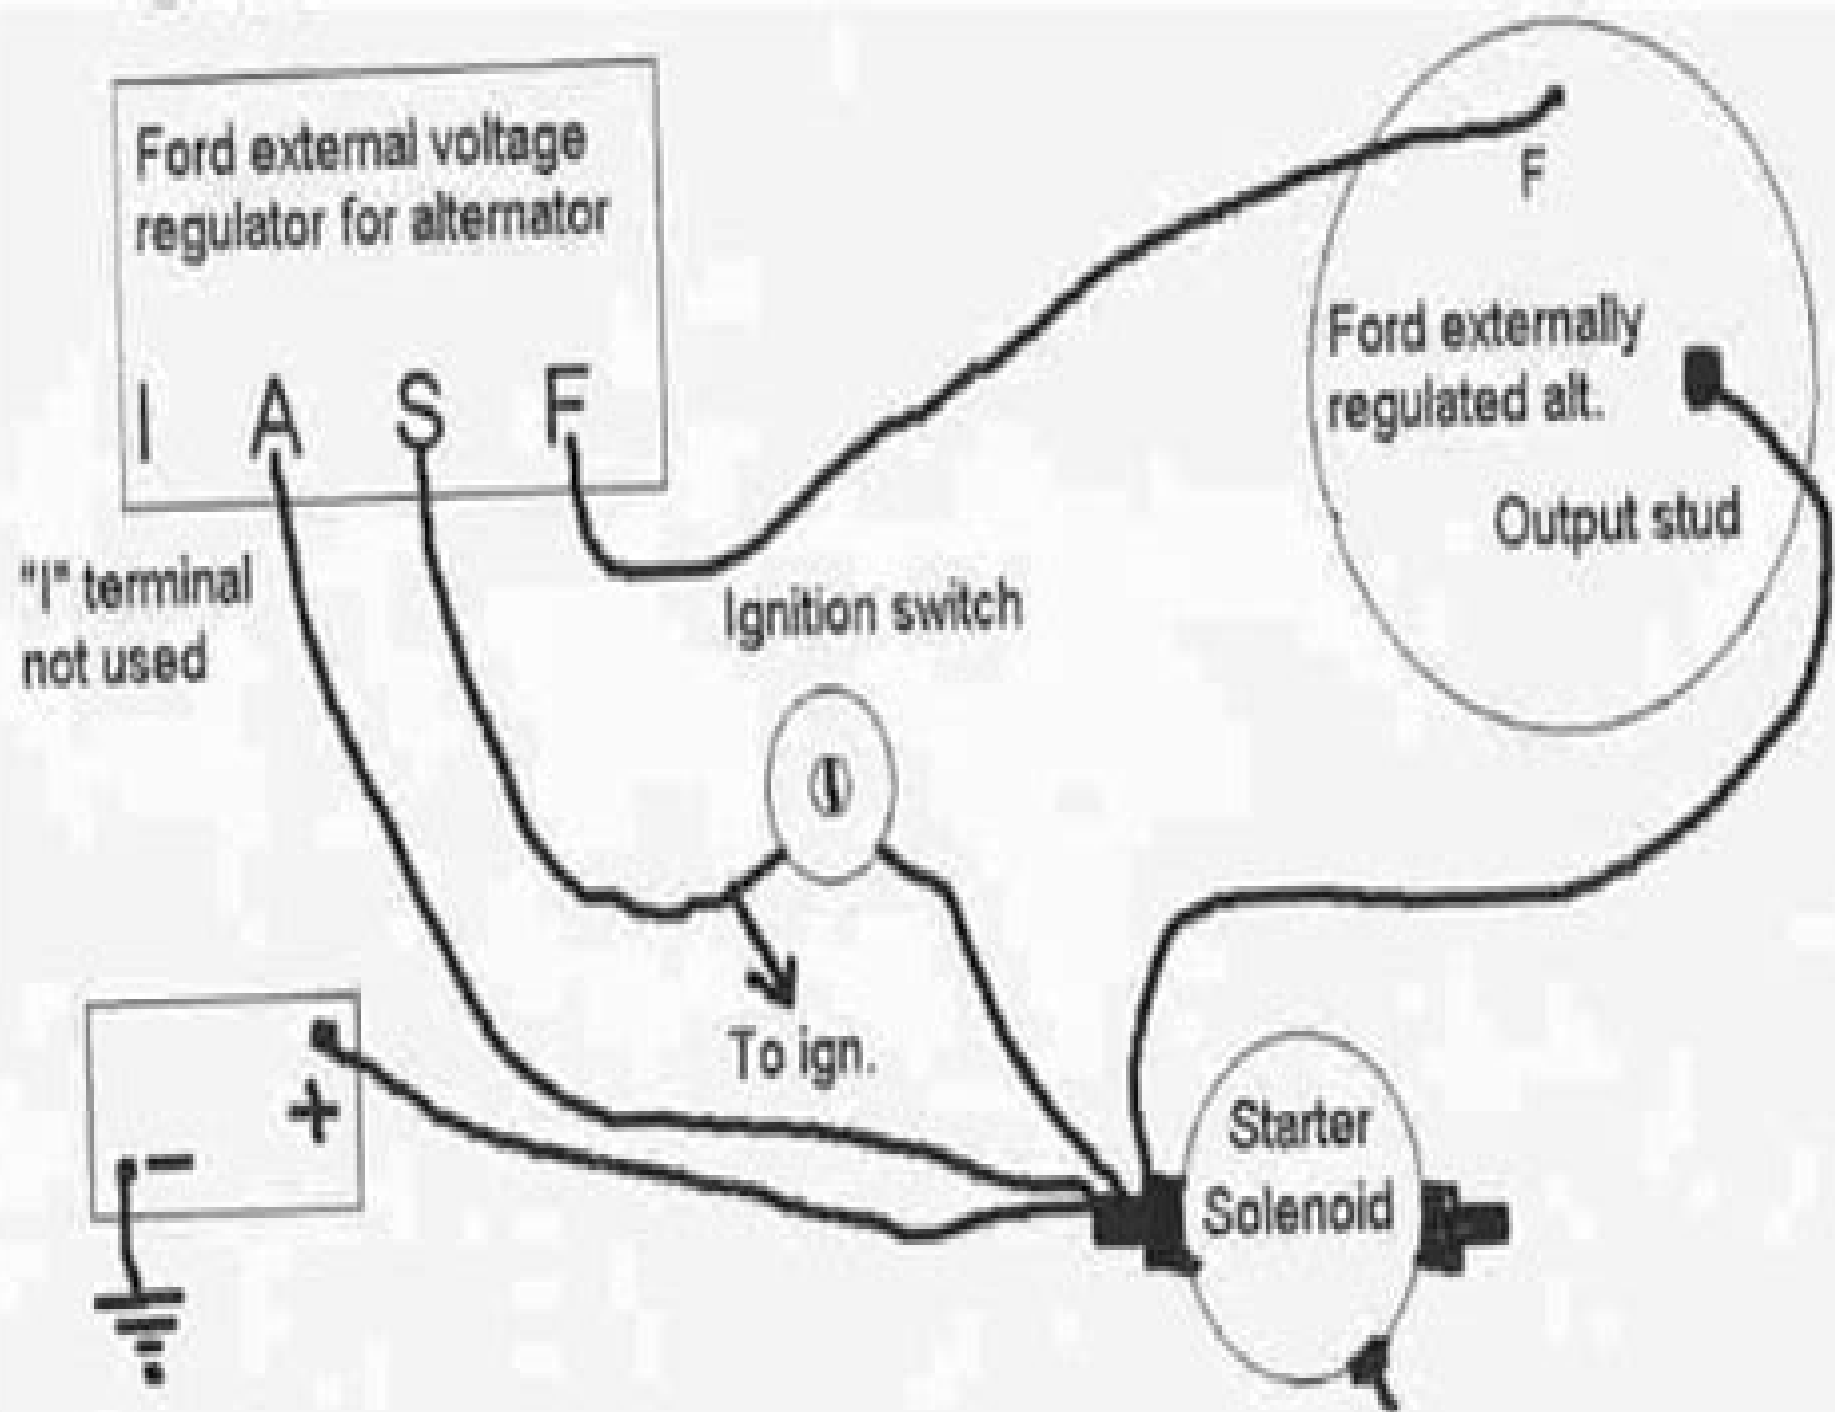 Ford external voltage
regulator for alternator
I A S F
"I" terminal
not used
F
Ford externally
regulated alt.
Output stud
Ignition switch
To ign.
+
-
Starter
Solenoid